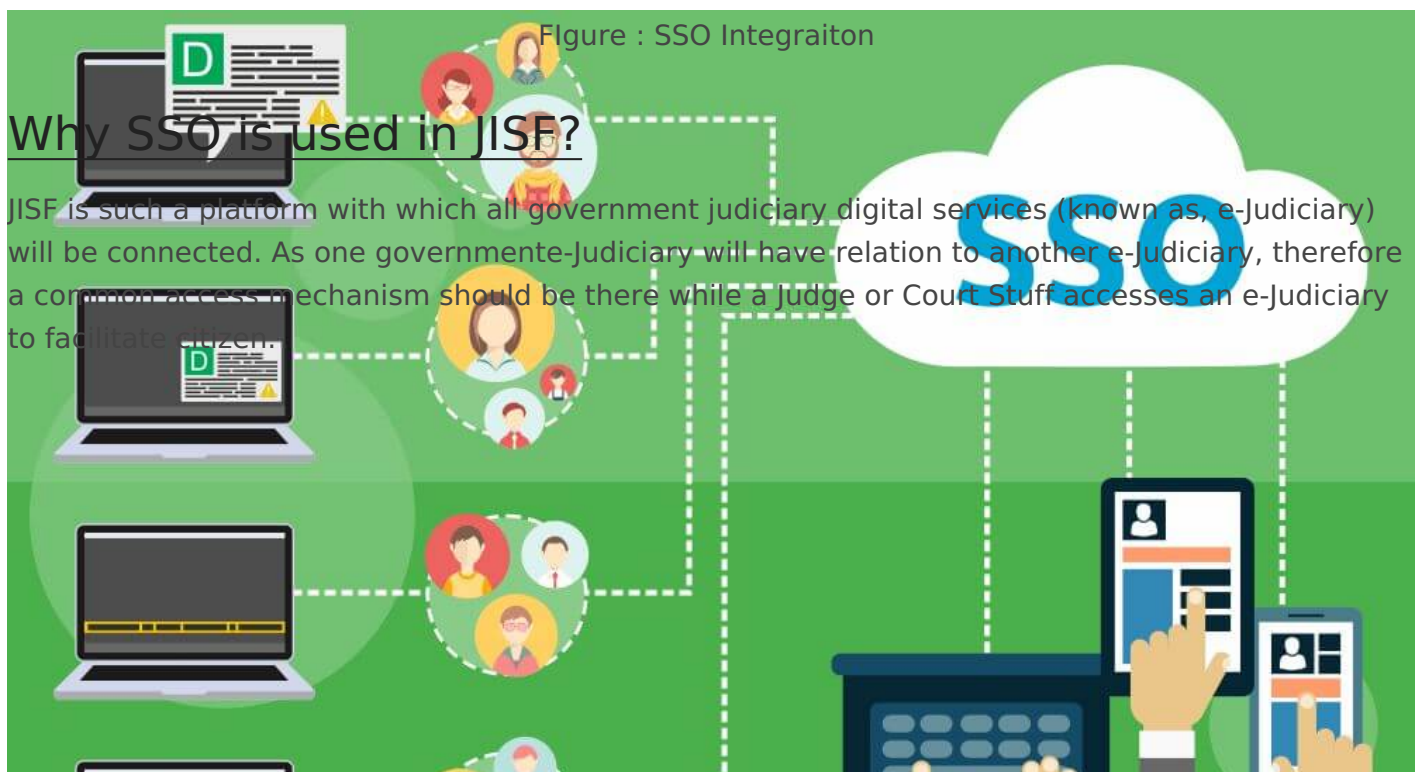 FIgure : SSO Integraiton
D
Why SSO is used in JISF?
JISF is such a platform with which all government judiciary digital services (known as, e-Judiciary)
will be connected. As one governmente-Judiciary will have relation to another e-Judiciary, therefore
a common access mechanism should be there while a Judge or Court Stuff accesses an e-Judiciary
to facilitate citizen.
SSO
D